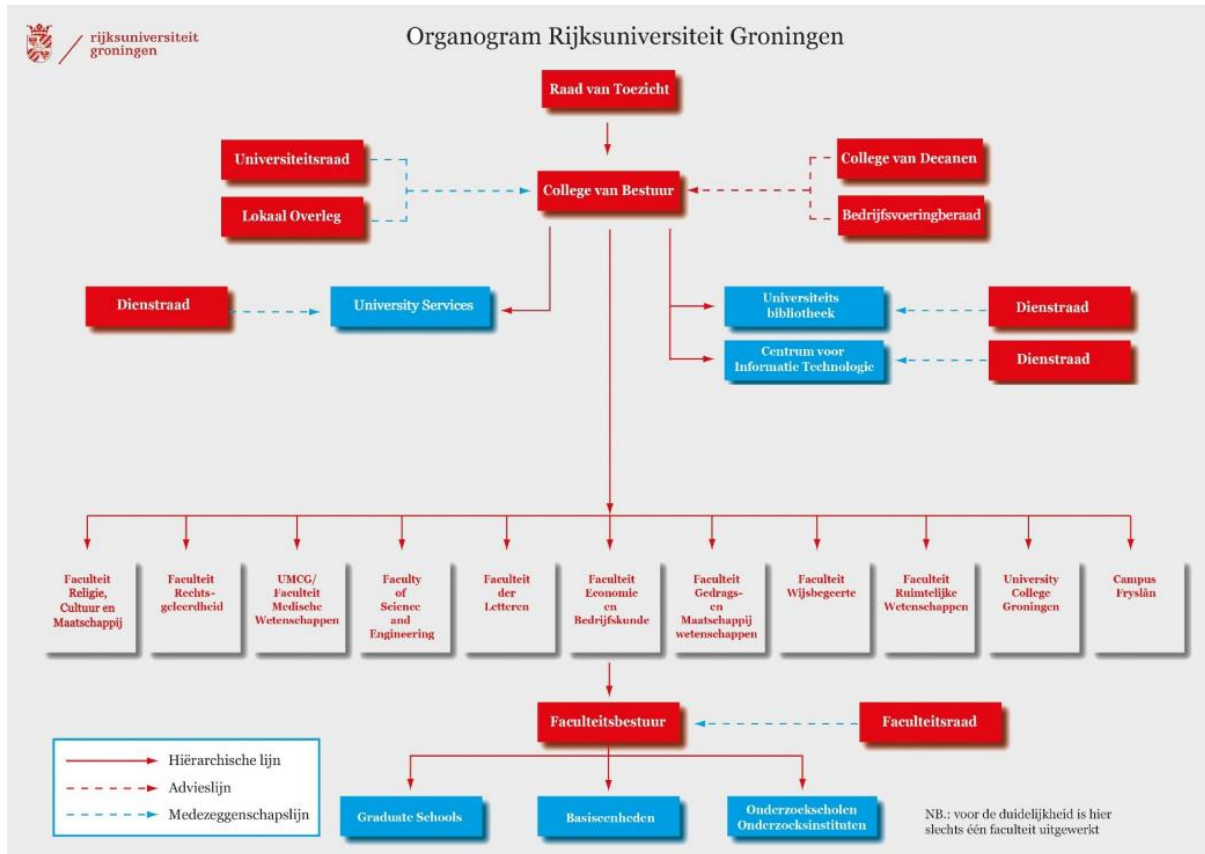 rijksuniversiteit
groningen
Organogram Rijksuniversiteit Groningen
Raad van Toezicht
Universiteitsraad
College van Decanen
College van Bestuur
Lokaal Overleg
Bedrijfsvoeringberaad
Dienstraad
University Services
Universiteits
bibliotheek
Dienstraad
Centrum voor
Informatie Technologie
Dienstraad
Faculteit
Religie,
Cultuur en
Maatschappij
Faculteit
Rechts-
geleerdheid
UMCG/
Faculteit
Medische
Wetenschappen
Faculty
of
Science
and
Engineering
Faculteit
der
Letteren
Faculteit
Economie
en
Bedrijfskunde
Faculteit
Gedrags-
en
Maatschappij
wetenschappen
Faculteit
Wijsbegeerte
Faculteit
Ruimtelijke
Wetenschappen
University
College
Groningen
Campus
Fryslân
Faculteitsbestuur
Faculteitsraad
Hiërarchische lijn
Advieslijn
Medezeggenschapslijn
Graduate Schools
Basiseenheden
Onderzoekscholen
Onderzoeksinstituten
NB.: voor de duidelijkheid is hier
slechts één faculteit uitgewerkt